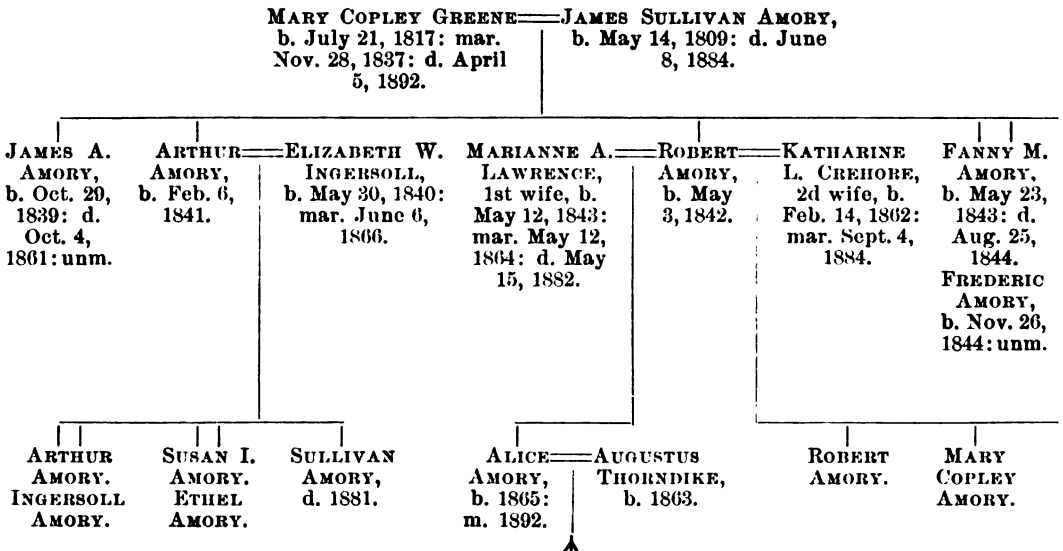 MARY COPLEY GREENE
b. July 21, 1817: mar.
Nov. 28, 1837: d. April
5, 1892.
JAMES SULLIVAN AMORY,
b. May 14, 1809: d. June
8, 1884.
JAMES A.
AMORY,
b. Oct. 29,
1839: d.
Oct. 4,
1861: unm.
ARTHUR
AMORY,
b. Feb. 6,
1841.
ELIZABETH W.
INGERSOLL,
b. May 30, 1840:
mar. June 6,
1866.
MARIANNE A.
LAWRENCE,
1st wife, b.
May 12, 1843:
mar. May 12,
1864: d. May
15, 1882.
ROBERT
AMORY,
b. May
3, 1842.
KATHARINE
L. CREHORE,
2d wife, b.
Feb. 14, 1862:
mar. Sept. 4,
1884.
FANNY M.
AMORY,
b. May 23,
1843: d.
Aug. 25,
1844.
FREDERIC
AMORY,
b. Nov. 26,
1844: unm.
ARTHUR
AMORY.
INGERSOLL
AMORY.
SUSAN I.
AMORY.
ETHEL
AMORY.
SULLIVAN
AMORY,
d. 1881.
ALICE
AMORY,
b. 1865:
m. 1892.
AUGUSTUS
THORNDIKE,
b. 1863.
ROBERT
AMORY.
MARY
COPLEY
AMORY.